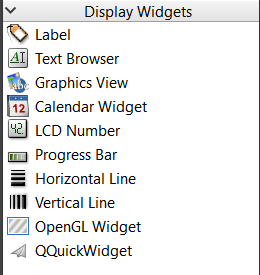 Display Widgets
Label
Text Browser
Graphics View
Calendar Widget
LCD Number
Progress Bar
Horizontal Line
Vertical Line
OpenGL Widget
QQuickWidget